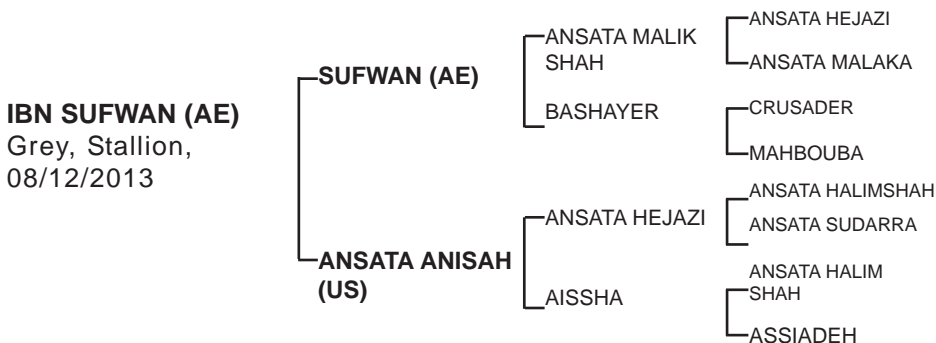 IBN SUFWAN (AE)
Grey, Stallion,
08/12/2013
SUFWAN (AE)
ANSATA ANISAH
(US)
ANSATA MALIK
SHAH
BASHAYER
ANSATA HEJAZI
AISSHA
ANSATA HEJAZI
ANSATA MALAKA
CRUSADER
MAHBOUBA
ANSATA HALIMSHAH
ANSATA SUDARRA
ANSATA HALIM
SHAH
ASSIADEH